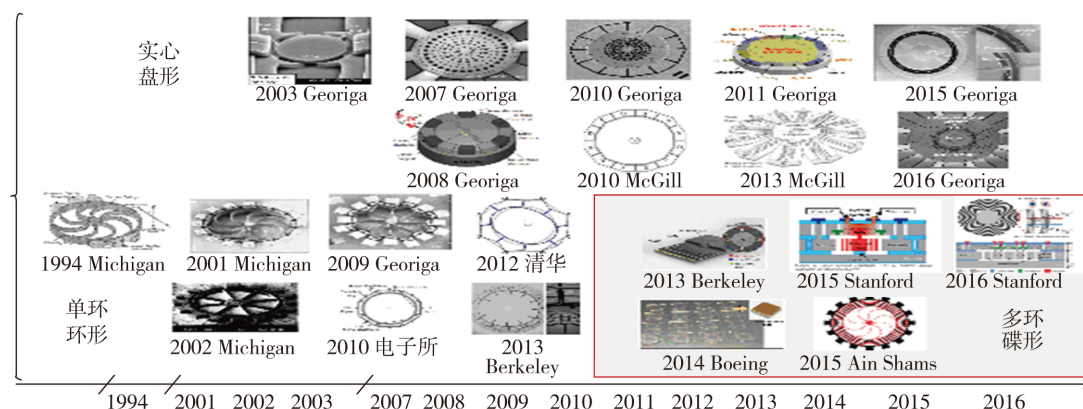 实心
盘形
2003 Georiga
2007 Georiga
2010 Georiga
2011 Georiga
2015 Georiga
2008 Georiga
2010 McGill
2013 McGill
2016 Georiga
1994 Michigan
2001 Michigan
2009 Georiga
2012 清华
2013 Berkeley
2015 Stanford
2016 Stanford
单环
环形
2002 Michigan
2010 电子所
2013
Berkeley
2014 Boeing
2015 Ain Shams
多环
碟形
1994 2001 2002 2003 2007 2008 2009 2010 2011 2012 2013 2014 2015 2016